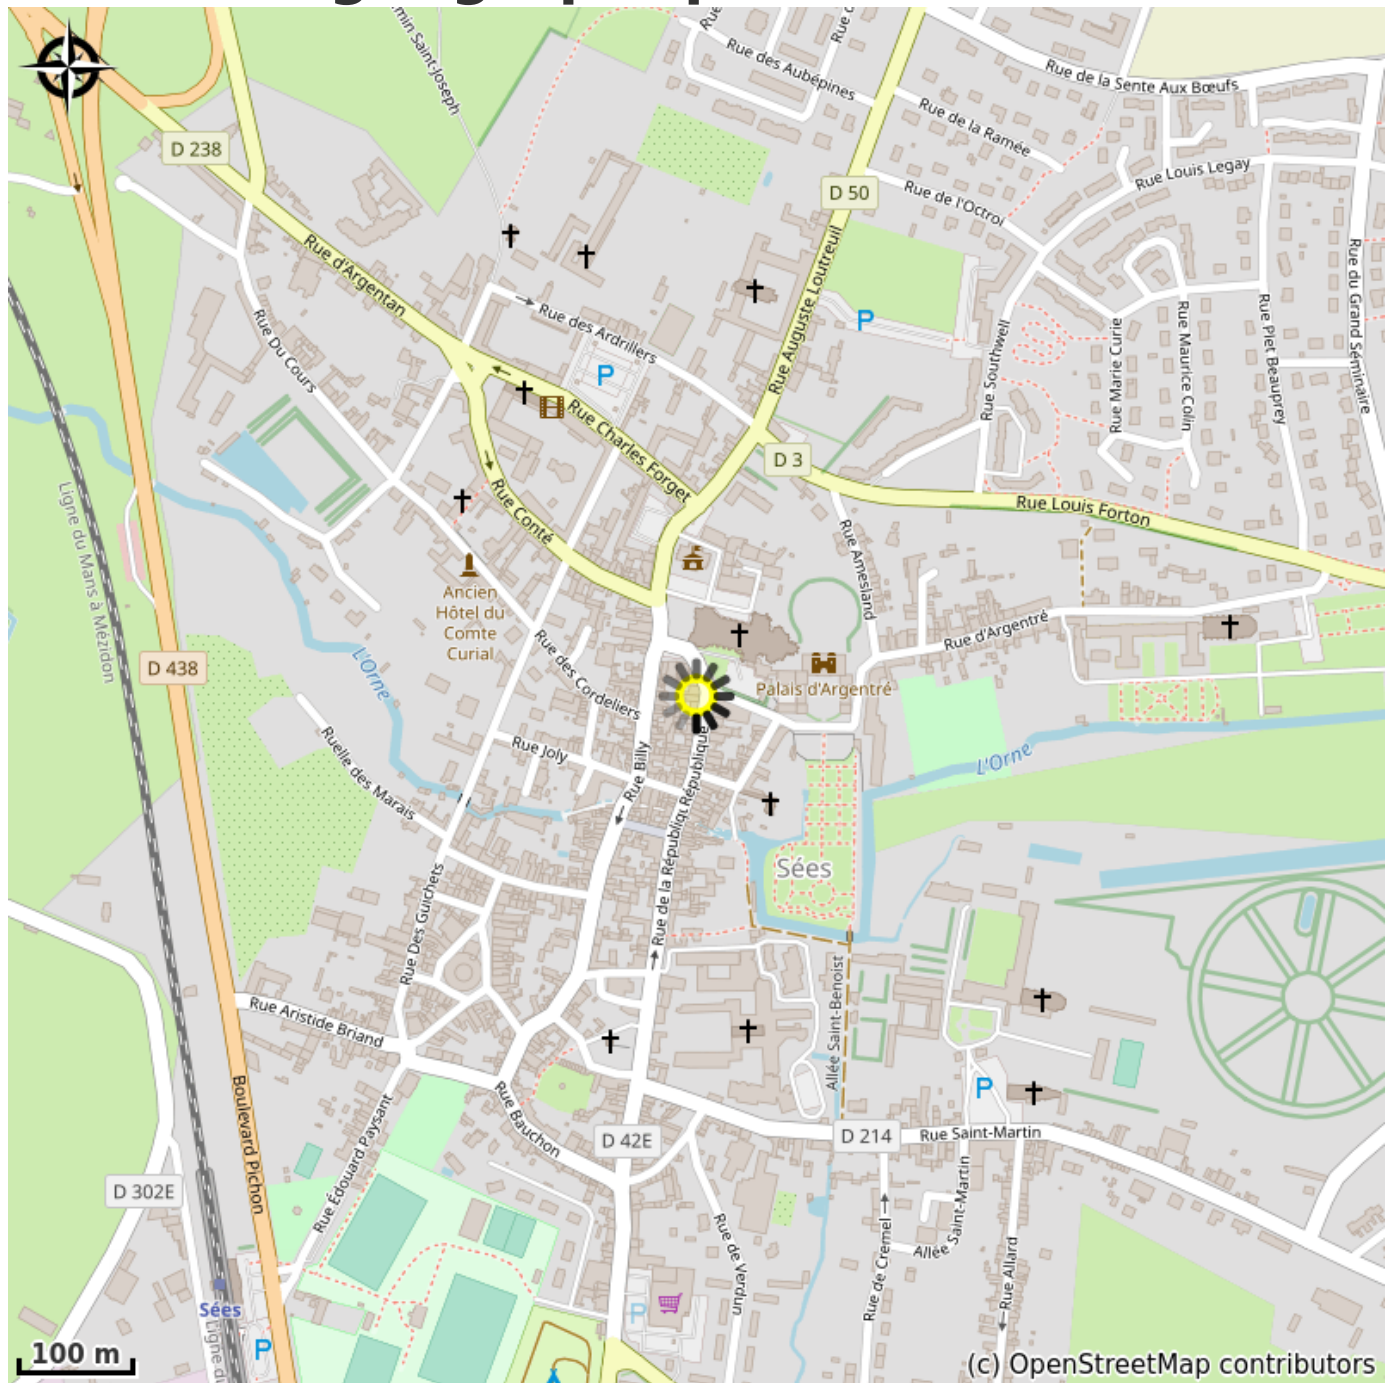 Rue des Aubépines
Rue de la Sente Aux Bœufs
Rue de la Ramée
Rue Louis Legay
D 238
D 50
Rue de l'Octroi
Rue d'Argentan
Rue des Ardrillers
Rue Auguste Loutreuil
P
Rue du Grand Séminaire
Rue Du Cours
Rue Southwell
Rue Marie Curie
Rue Maurice Colin
Rue Piet Beauprey
P
Rue Charles Forget
D 3
Rue Louis Forton
Rue Conté
Ligne du Mans à Mézidon
Rue Amesland
Ancien
Hôtel du
Comte
Curial
Rue d'Argentré
D 438
L'Orne
Rue des Cordeliers
Palais d'Argentré
Ruelle des Marais
Rue Joly
Rue Billy
République
L'Orne
Rue de la République
Sées
Rue Des Guichets
Rue Aristide Briand
Allée Saint-Benoist
Boulevard Pichon
Rue Édouard Paysant
Rue Bauchon
P
D 42E
D 214
Rue Saint-Martin
D 302E
Allée Saint-Martin
Rue de Verdun
Rue de Cremel
Rue Allard
Sées
P
P
100 m
(c) OpenStreetMap contributors